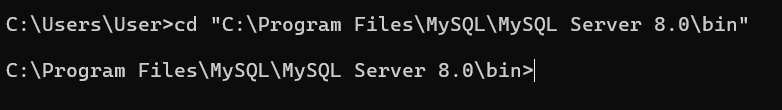 C:\Users\User>cd "C:\Program Files\MySQL\MySQL Server 8.0\bin"
C:\Program Files\MySQL\MySQL Server 8.0\bin>